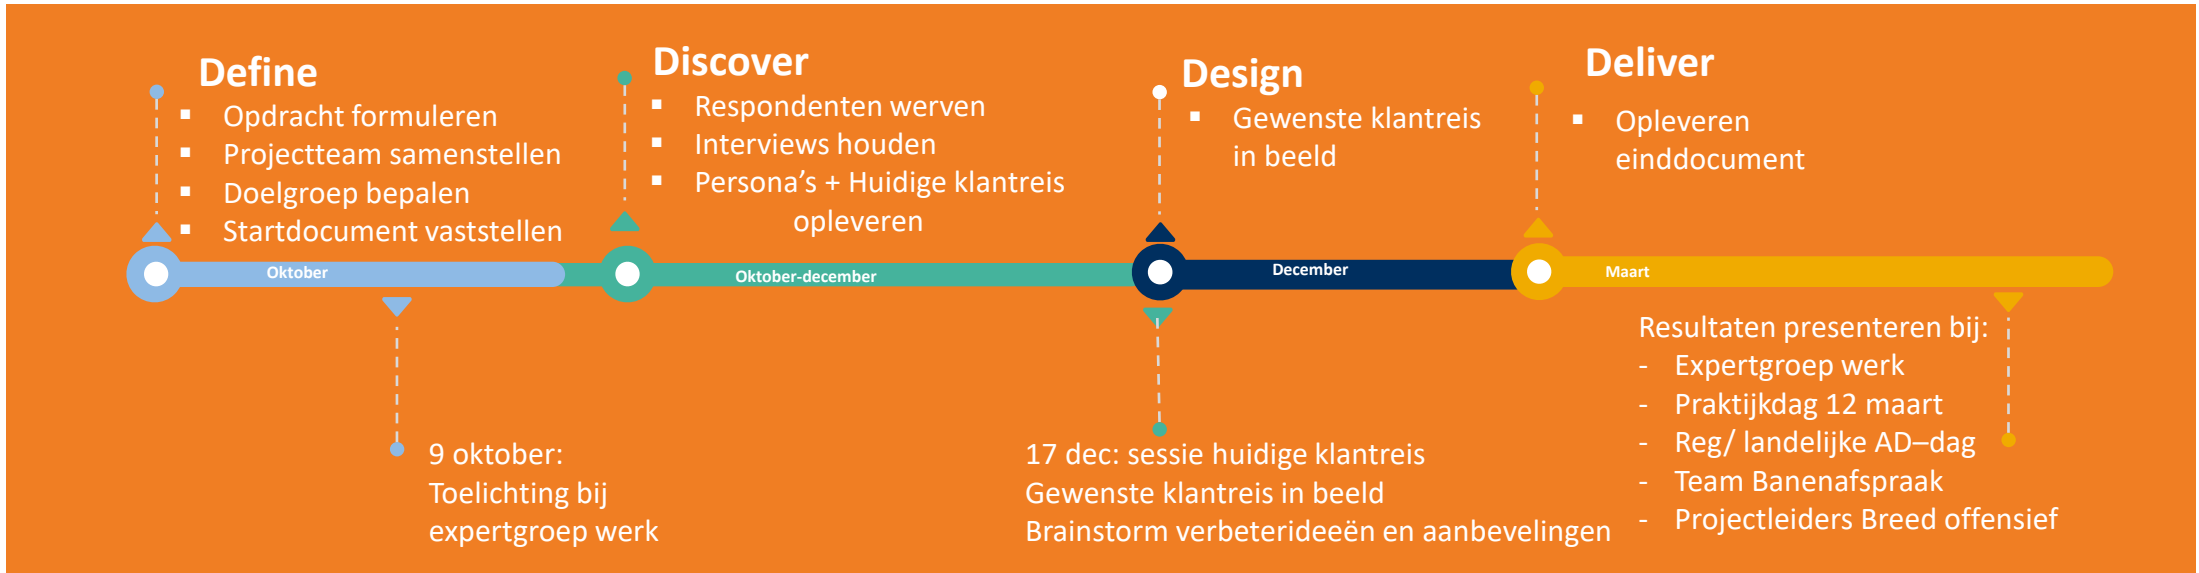 Define
▪ Opdracht formuleren
▪ Projectteam samenstellen
▪ Doelgroep bepalen
▪ Startdocument vaststellen
Discover
▪ Respondenten werven
▪ Interviews houden
▪ Persona's + Huidige klantreis
opleveren
Design
▪ Gewenste klantreis
in beeld
Deliver
▪ Opleveren
einddocument
Oktober
Oktober-december
December
Maart
9 oktober:
Toelichting bij
expertgroep werk
17 dec: sessie huidige klantreis
Gewenste klantreis in beeld
Brainstorm verbeterideeën en aanbevelingen
Resultaten presenteren bij:
- Expertgroep werk
- Praktijkdag 12 maart
- Reg/ landelijke AD–dag
- Team Banenafspraak
- Projectleiders Breed offensief